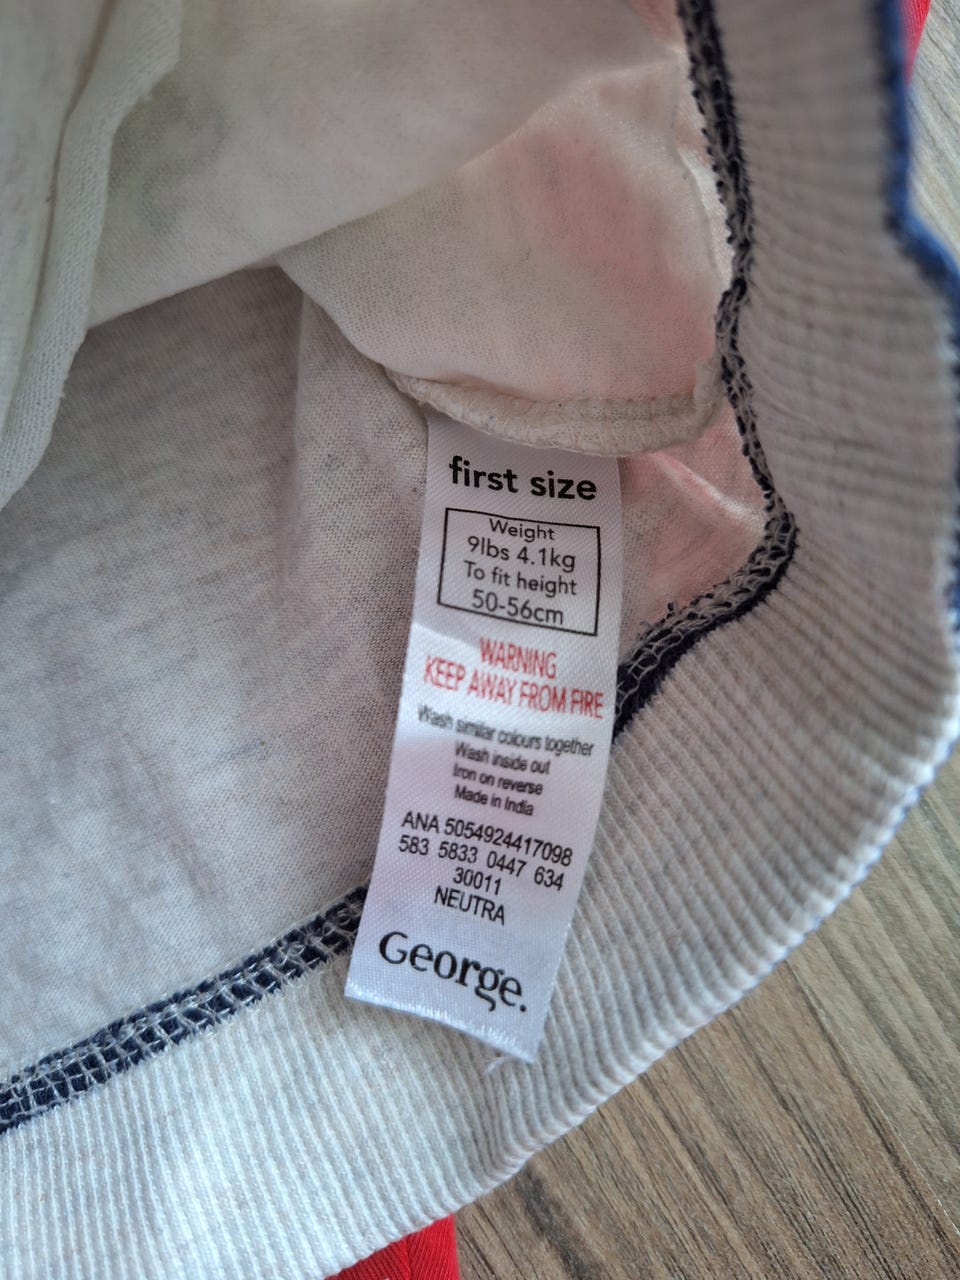 first size
Weight
9lbs 4.1kg
To fit height
50-56cm
WARNING
KEEP AWAY FROM FIRE
Wash similar colours together
Wash inside out
Iron on reverse
Made in India
ANA 5054924417098
583 5833 0447 634
30011
NEUTRA
George.